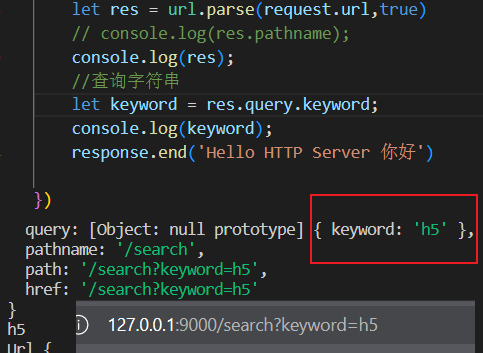 let res = url.parse(request.url,true)
// console.log(res.pathname);
console.log(res);
//查询字符串
let keyword = res.query.keyword;
console.log(keyword);
response.end('Hello HTTP Server 你好')
})
query: [Object: null prototype] { keyword: 'h5' },
pathname: '/search',
path: '/search?keyword=h5',
href: '/search?keyword=h5'
}
h5
127.0.0.1:9000/search?keyword=h5
Url {